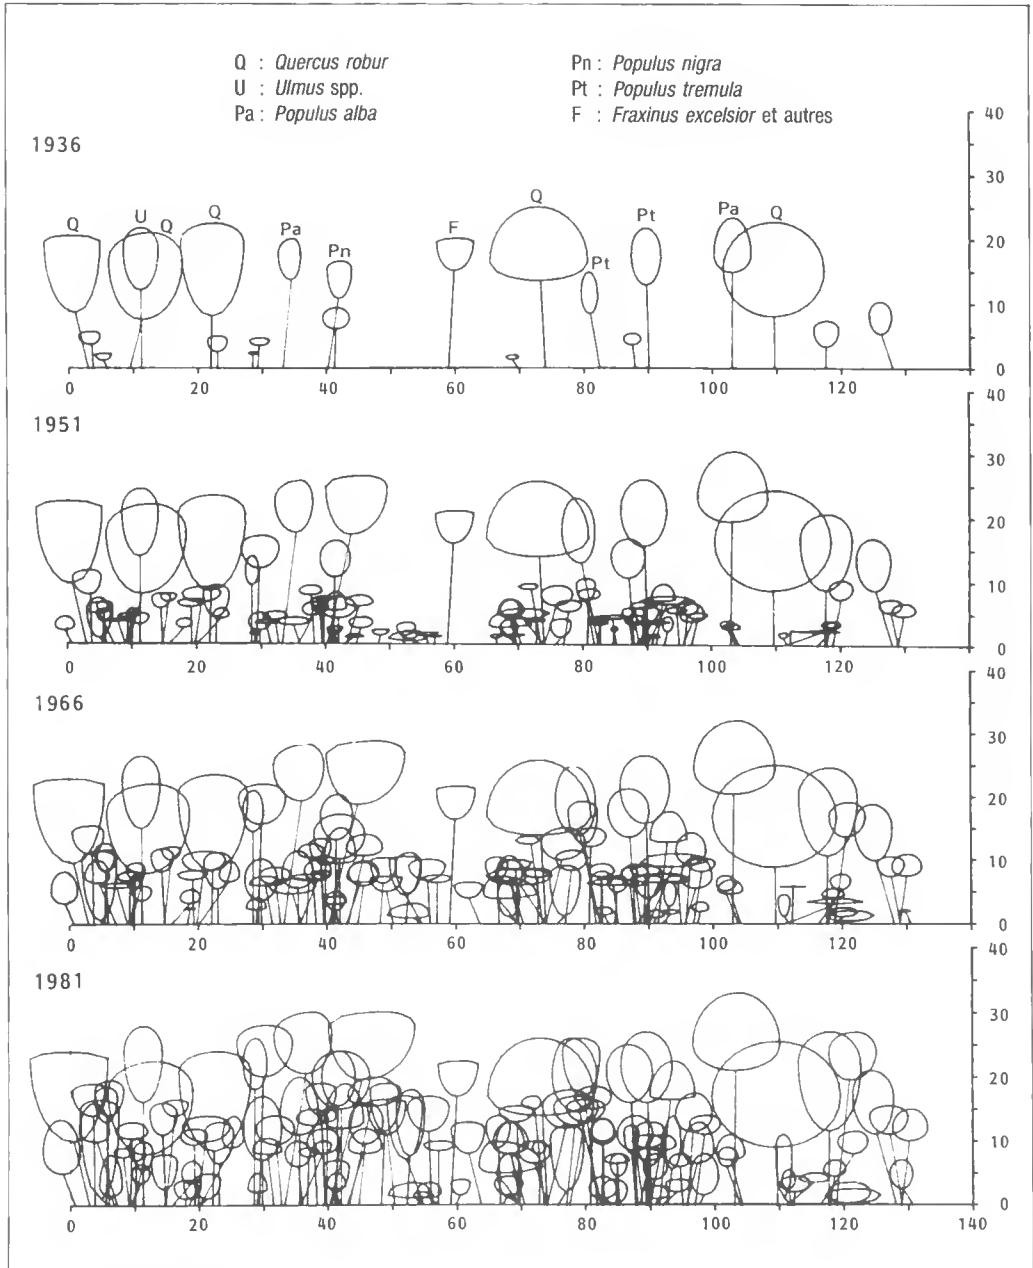 Q : Quercus robur
U : Ulmus spp.
Pa : Populus alba
Pn : Populus nigra
Pt : Populus tremula
F : Fraxinus excelsior et autres
1936
40
30
20
10
0
Q U Q Q Pa Pn F Q Pt Pt Pa Q
0 20 40 60 80 100 120
1951
40
30
20
10
0
0 20 40 60 80 100 120
1966
40
30
20
10
0
0 20 40 60 80 100 120
1981
40
30
20
10
0
0 20 40 60 80 100 120 140